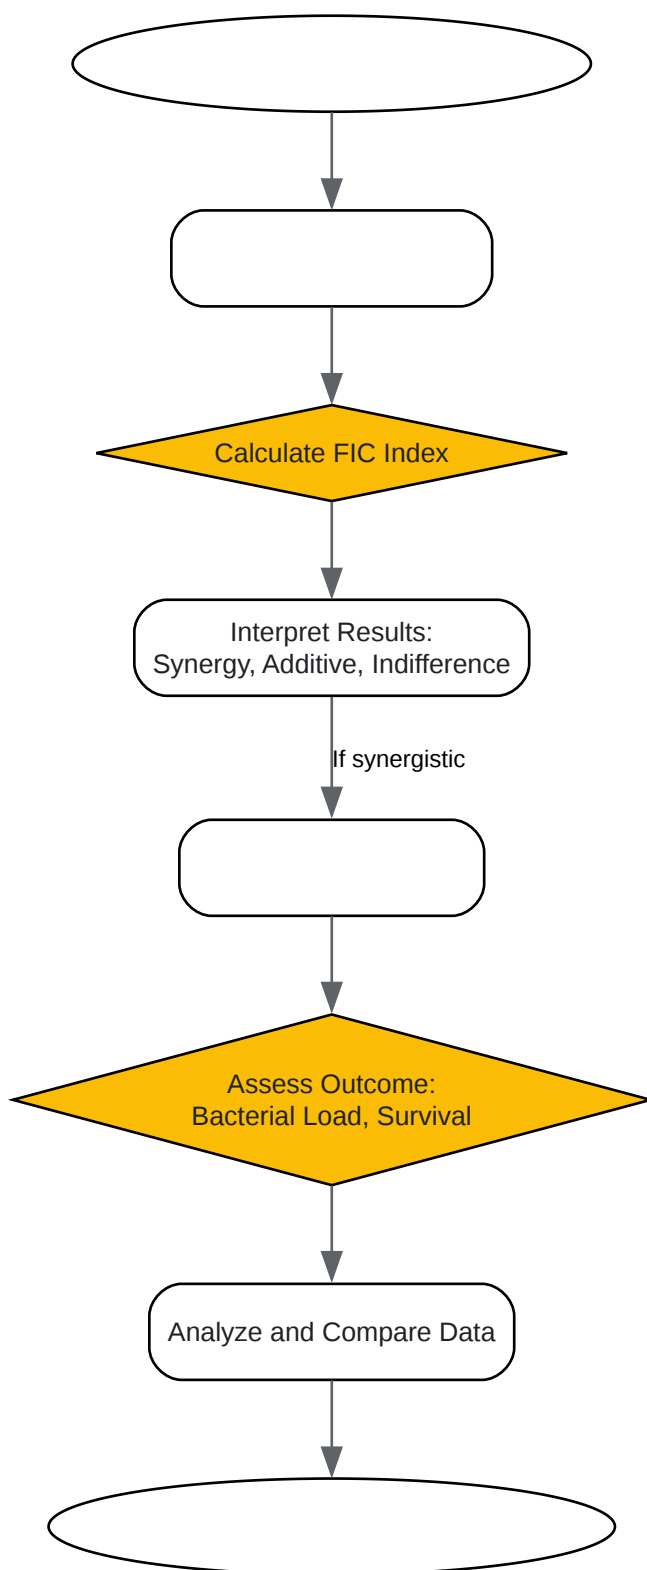 Calculate FIC Index
Interpret Results:
Synergy, Additive, Indifference
If synergistic
Assess Outcome:
Bacterial Load, Survival
Analyze and Compare Data